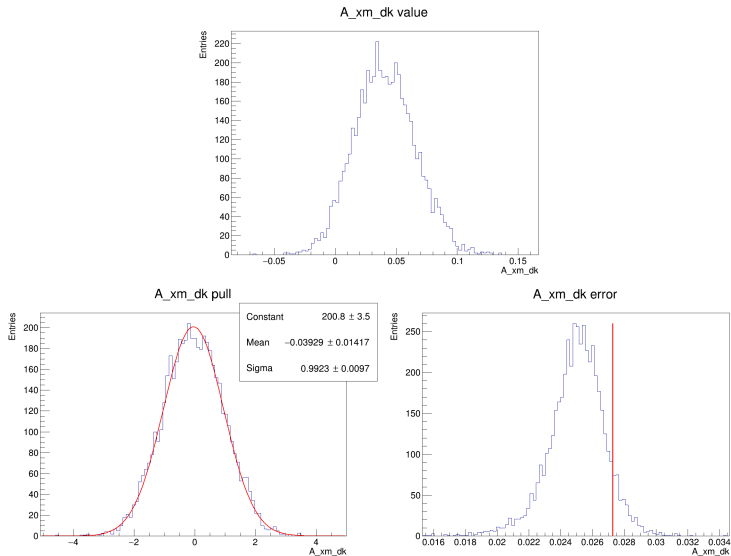 A_xm_dk value
Entries
220
200
180
160
140
120
100
80
60
40
20
0
−0.05 0 0.05 0.1 0.15
A_xm_dk
A_xm_dk pull
Entries
200
180
160
140
120
100
80
60
40
20
0
−4 −2 0 2 4
A_xm_dk
Constant 200.8 ± 3.5
Mean −0.03929 ± 0.01417
Sigma 0.9923 ± 0.0097
A_xm_dk error
Entries
250
200
150
100
50
0
0.016 0.018 0.02 0.022 0.024 0.026 0.028 0.03 0.032 0.034
A_xm_dk